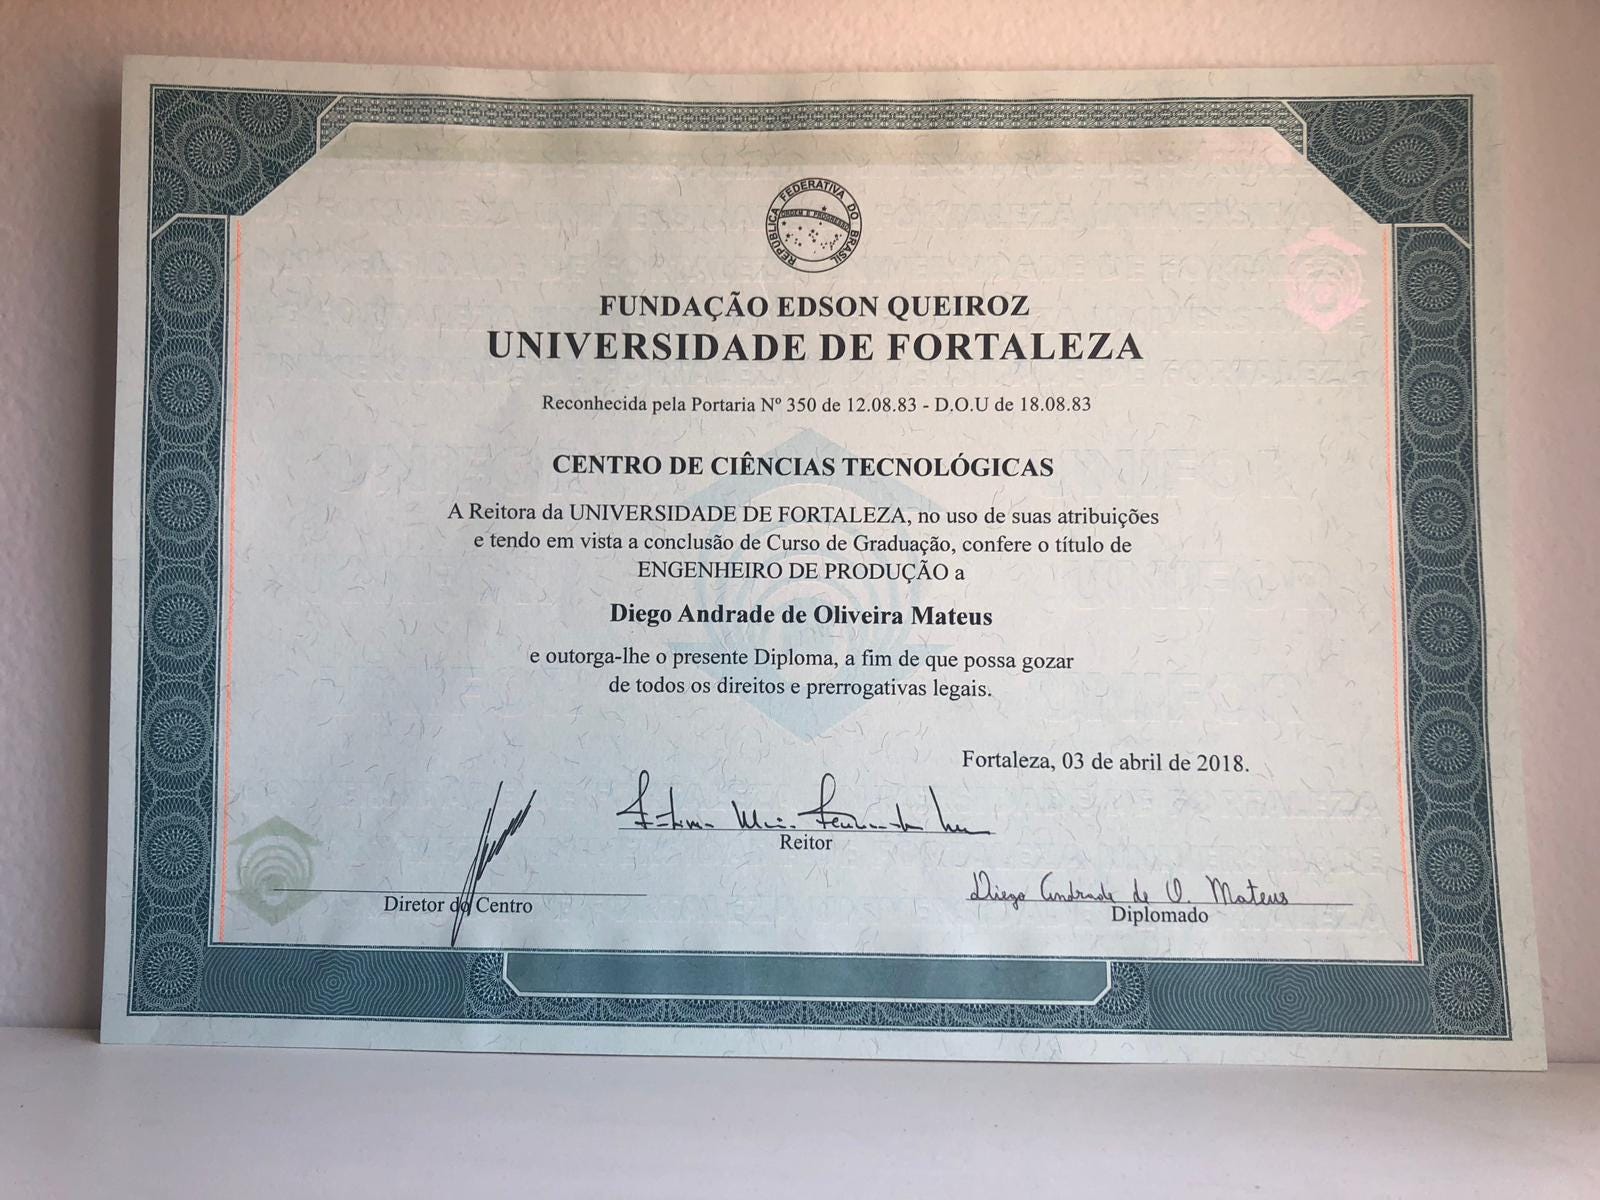 REPÚBLICA FEDERATIVA DO BRASIL
ORDEM E PROGRESSO
FUNDAÇÃO EDSON QUEIROZ
UNIVERSIDADE DE FORTALEZA
Reconhecida pela Portaria Nº 350 de 12.08.83 - D.O.U de 18.08.83
CENTRO DE CIÊNCIAS TECNOLÓGICAS
A Reitora da UNIVERSIDADE DE FORTALEZA, no uso de suas atribuições
e tendo em vista a conclusão de Curso de Graduação, confere o título de
ENGENHEIRO DE PRODUÇÃO a
Diego Andrade de Oliveira Mateus
e outorga-lhe o presente Diploma, a fim de que possa gozar
de todos os direitos e prerrogativas legais.
Fortaleza, 03 de abril de 2018.
Reitor
Diretor do Centro
Diego Andrade de O. Mateus
Diplomado